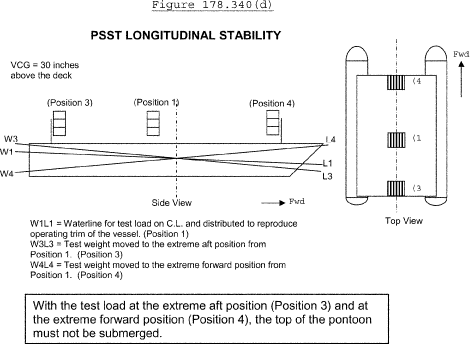 Figure 178.340(d)
PSST LONGITUDINAL STABILITY
VCG = 30 inches
above the deck
(Position 3)
(Position 1)
(Position 4)
W3
W1
W4
L4
L1
L3
Side View
Fwd
Fwd
(4
(1
(3
Top View
W1L1 = Waterline for test load on C.L. and distributed to reproduce
operating trim of the vessel. (Position 1)
W3L3 = Test weight moved to the extreme aft position from
Position 1. (Position 3)
W4L4 = Test weight moved to the extreme forward position from
Position 1. (Position 4)
With the test load at the extreme aft position (Position 3) and at
the extreme forward position (Position 4), the top of the pontoon
must not be submerged.